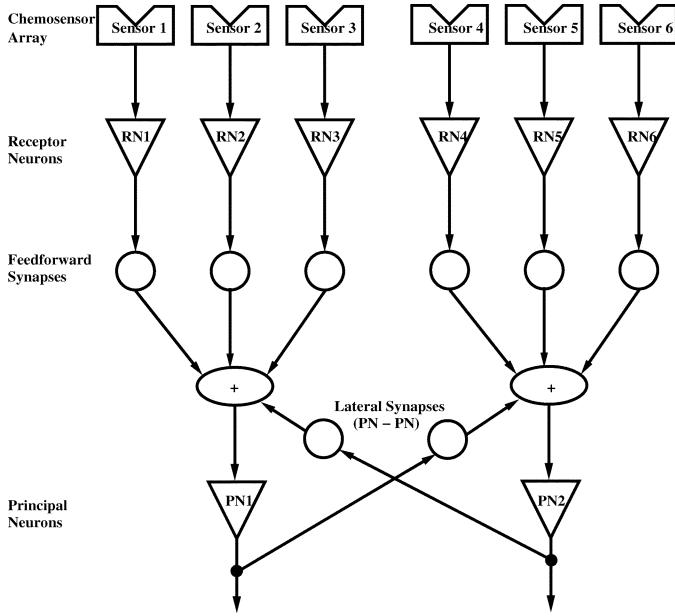 Chemosensor
Array
Sensor 1
Sensor 2
Sensor 3
Sensor 4
Sensor 5
Sensor 6
Receptor
Neurons
RN1
RN2
RN3
RN4
RN5
RN6
Feedforward
Synapses
+
+
Lateral Synapses
(PN − PN)
Principal
Neurons
PN1
PN2